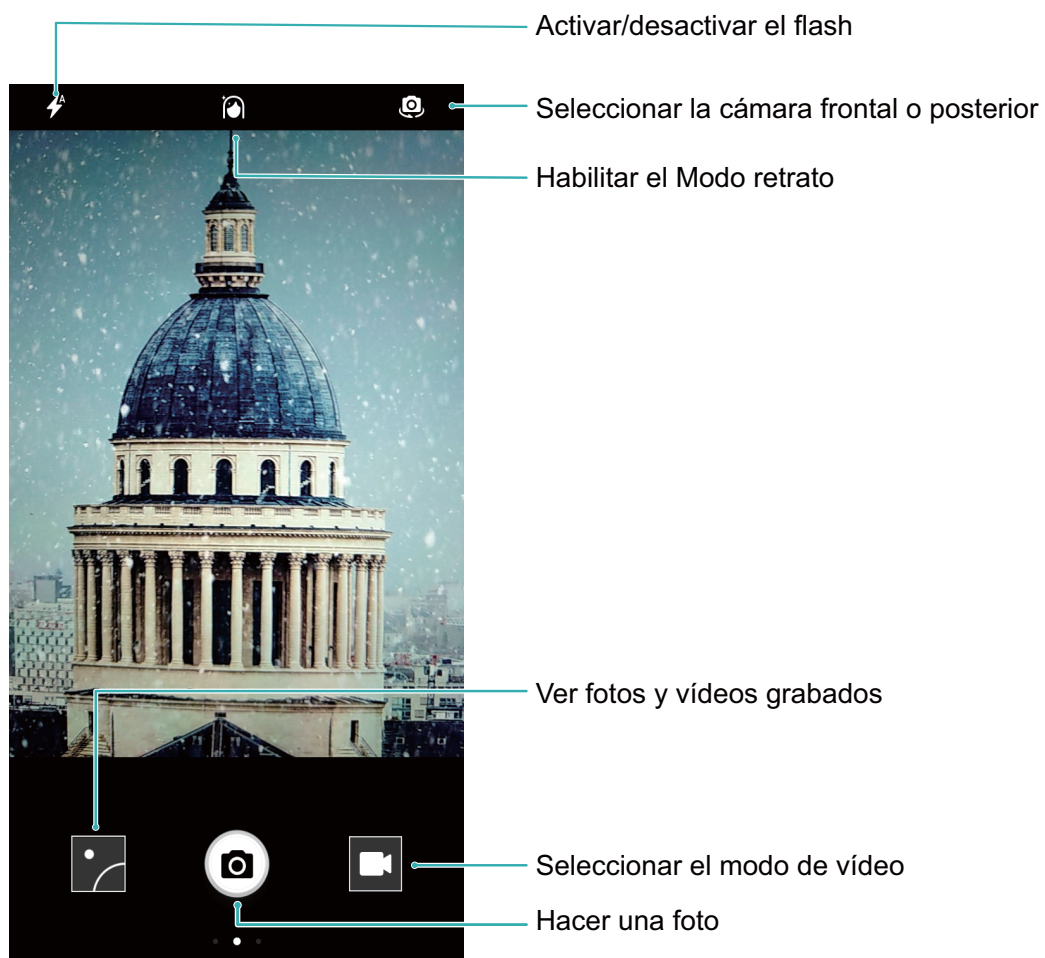 Activar/desactivar el flash
A
Seleccionar la cámara frontal o posterior
Habilitar el Modo retrato
Ver fotos y vídeos grabados
Seleccionar el modo de vídeo
Hacer una foto